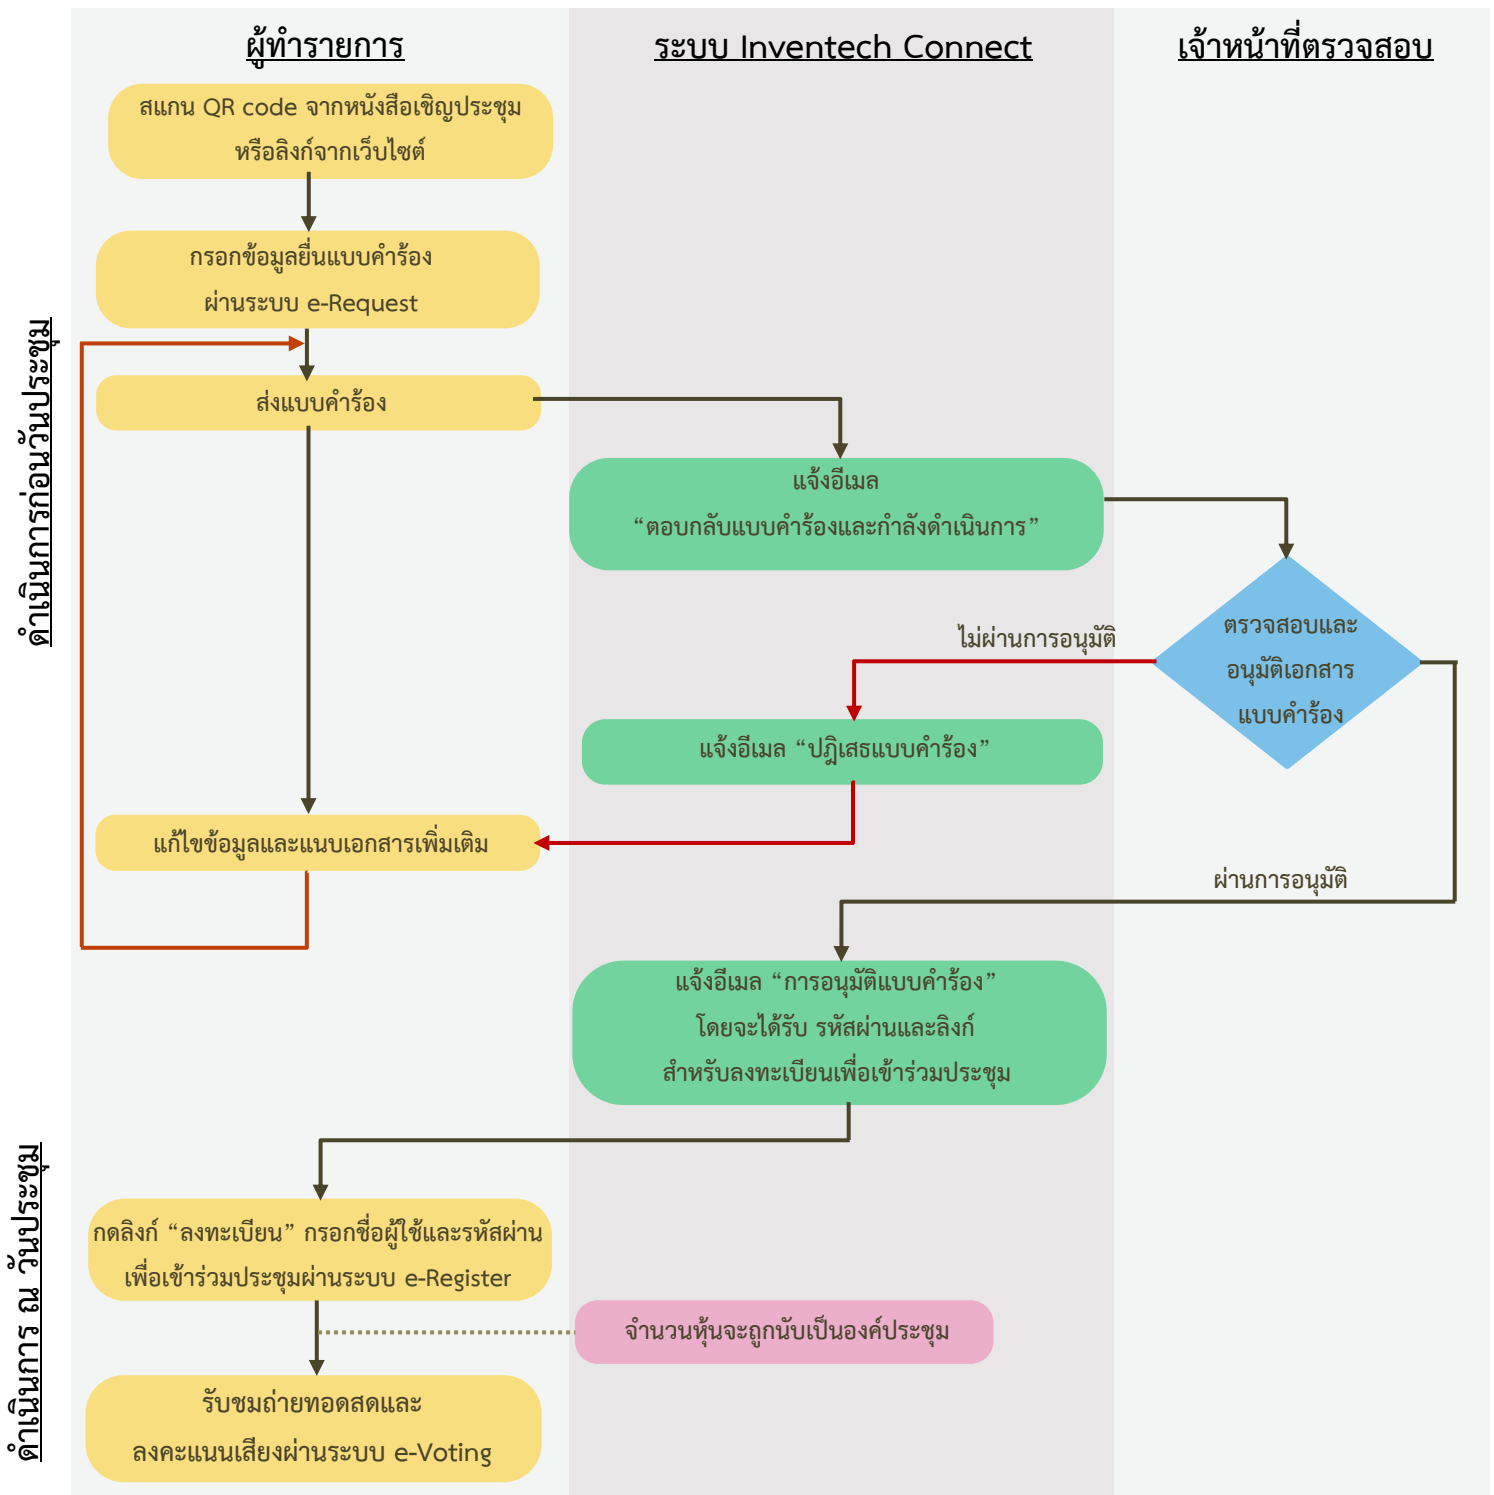 ผู้ทำรายการ
ระบบ Inventech Connect
เจ้าหน้าที่ตรวจสอบ
ดำเนินการก่อนวันประชุม
สแกน QR code จากหนังสือเชิญประชุม
หรือลิงก์จากเว็บไซต์
กรอกข้อมูลยื่นแบบคำร้อง
ผ่านระบบ e-Request
ส่งแบบคำร้อง
แจ้งอีเมล
“ตอบกลับแบบคำร้องและกำลังดำเนินการ”
ตรวจสอบและ
อนุมัติเอกสาร
แบบคำร้อง
ไม่ผ่านการอนุมัติ
แจ้งอีเมล “ปฎิเสธแบบคำร้อง”
แก้ไขข้อมูลและแนบเอกสารเพิ่มเติม
ผ่านการอนุมัติ
แจ้งอีเมล “การอนุมัติแบบคำร้อง”
โดยจะได้รับ รหัสผ่านและลิงก์
สำหรับลงทะเบียนเพื่อเข้าร่วมประชุม
ดำเนินการ ณ วันประชุม
กดลิงก์ “ลงทะเบียน” กรอกชื่อผู้ใช้และรหัสผ่าน
เพื่อเข้าร่วมประชุมผ่านระบบ e-Register
จำนวนหุ้นจะถูกนับเป็นองค์ประชุม
รับชมถ่ายทอดสดและ
ลงคะแนนเสียงผ่านระบบ e-Voting